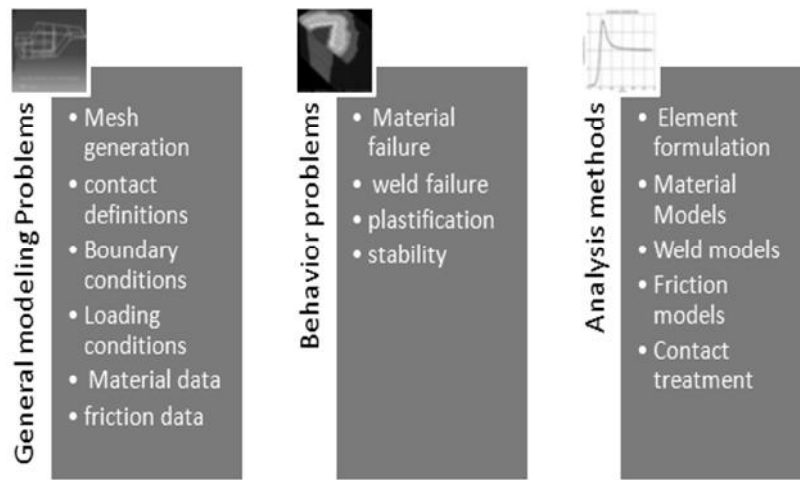 General modeling Problems
• Mesh
generation
• contact
definitions
• Boundary
conditions
• Loading
conditions
• Material data
• friction data
Behavior problems
• Material
failure
• weld failure
• plastification
• stability
Analysis methods
• Element
formulation
• Material
Models
• Weld models
• Friction
models
• Contact
treatment